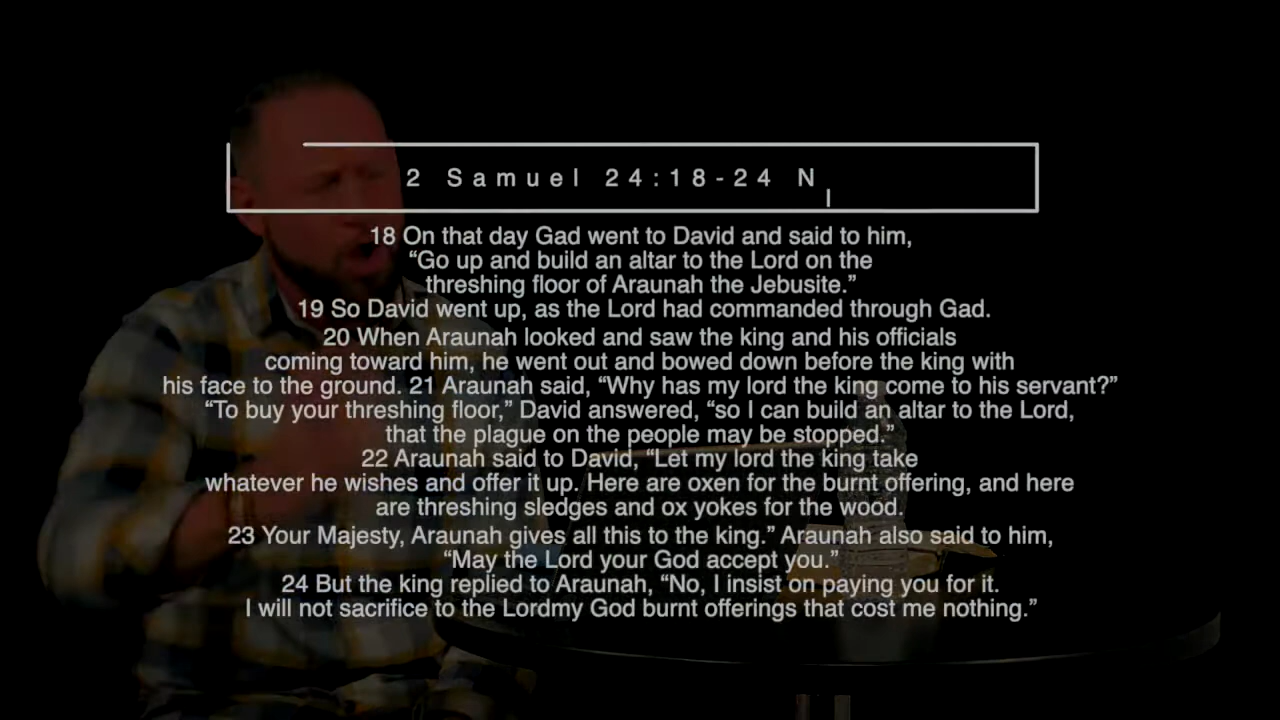 2 Samuel 24:18-24 N
18 On that day Gad went to David and said to him,
“Go up and build an altar to the Lord on the
threshing floor of Araunah the Jebusite.”
19 So David went up, as the Lord had commanded through Gad.
20 When Araunah looked and saw the king and his officials
coming toward him, he went out and bowed down before the king with
his face to the ground. 21 Araunah said, “Why has my lord the king come to his servant?”
“To buy your threshing floor,” David answered, “so I can build an altar to the Lord,
that the plague on the people may be stopped.”
22 Araunah said to David, “Let my lord the king take
whatever he wishes and offer it up. Here are oxen for the burnt offering, and here
are threshing sledges and ox yokes for the wood.
23 Your Majesty, Araunah gives all this to the king.” Araunah also said to him,
“May the Lord your God accept you.”
24 But the king replied to Araunah, “No, I insist on paying you for it.
I will not sacrifice to the Lordmy God burnt offerings that cost me nothing.”